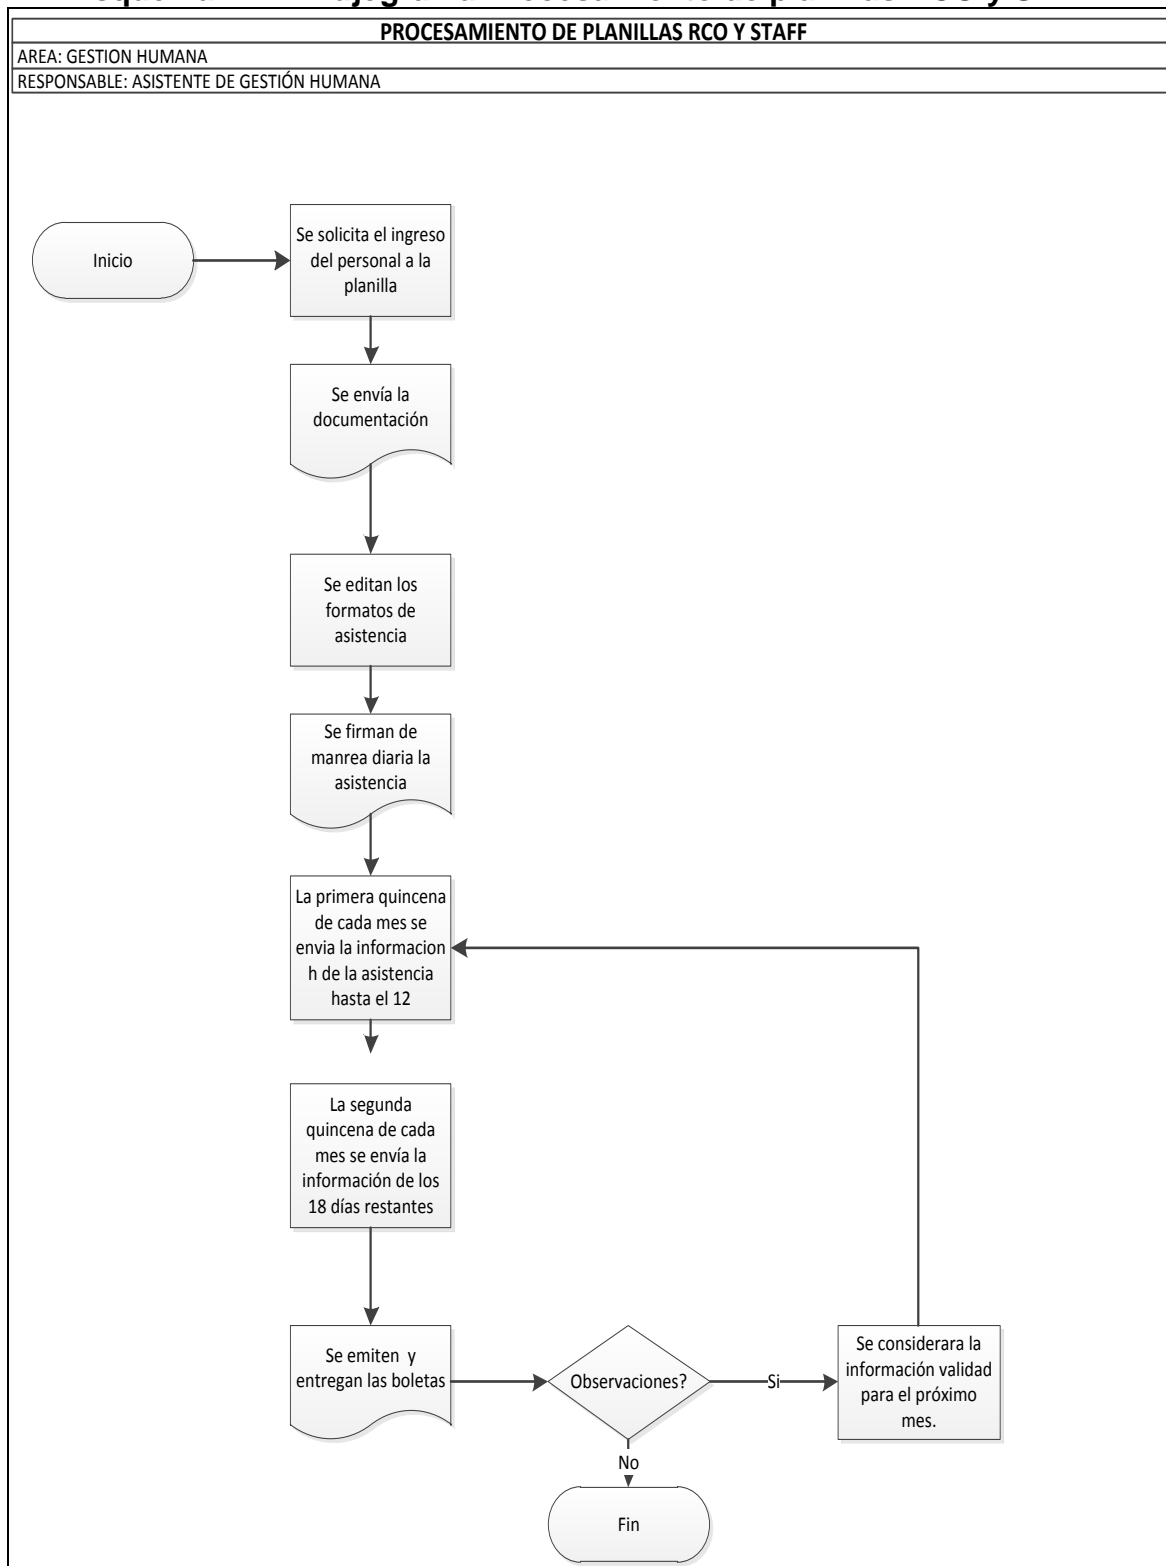 PROCESAMIENTO DE PLANILLAS RCO Y STAFF
AREA: GESTION HUMANA
RESPONSABLE: ASISTENTE DE GESTIÓN HUMANA
Inicio
Se solicita el ingreso
del personal a la
planilla
Se envía la
documentación
Se editan los
formatos de
asistencia
Se firman de
manrea diaria la
asistencia
La primera quincena
de cada mes se
envia la informacion
h de la asistencia
hasta el 12
La segunda
quincena de cada
mes se envía la
información de los
18 días restantes
Se emiten y
entregan las boletas
Observaciones?
Si
Se considerara la
información validad
para el próximo
mes.
No
Fin